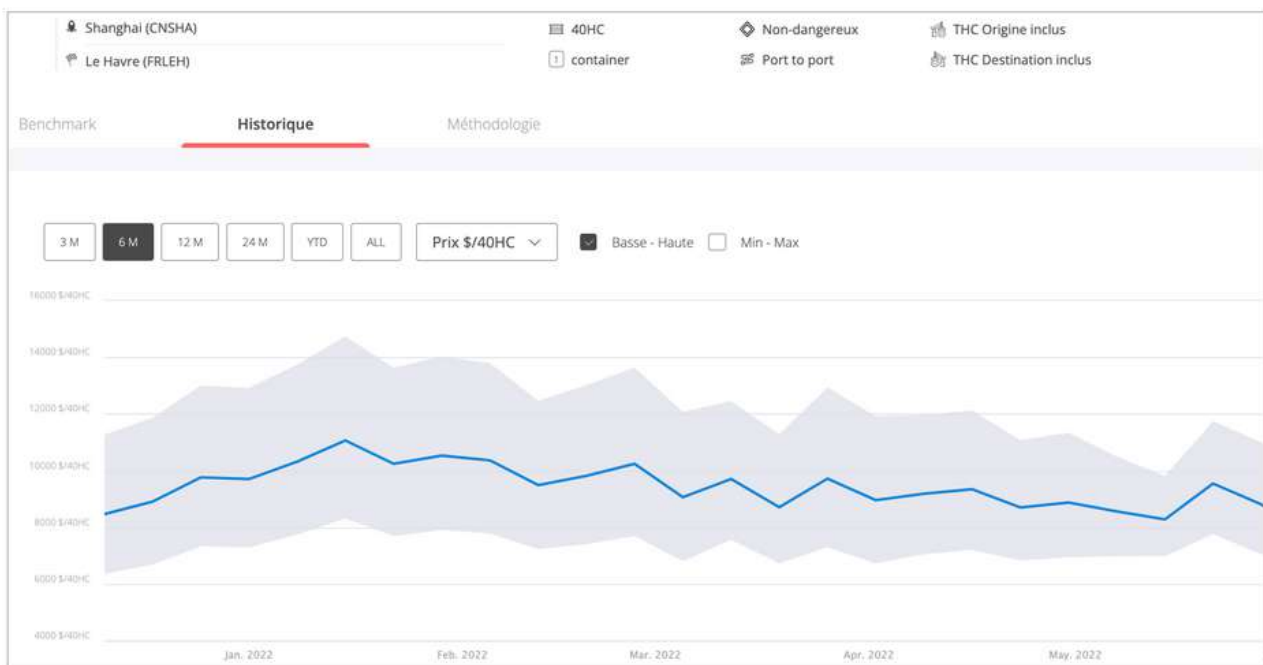 Shanghai (CNSHA) 40HC Non-dangereux THC Origine inclus
Le Havre (FRLEH) 1 container Port to port THC Destination inclus
Benchmark Historique Méthodologie
3 M 6 M 12 M 24 M YTD ALL Prix $/40HC Basse - Haute Min - Max
16000 $/40HC
14000 $/40HC
12000 $/40HC
10000 $/40HC
8000 $/40HC
6000 $/40HC
4000 $/40HC
Jan. 2022 Feb. 2022 Mar. 2022 Apr. 2022 May. 2022